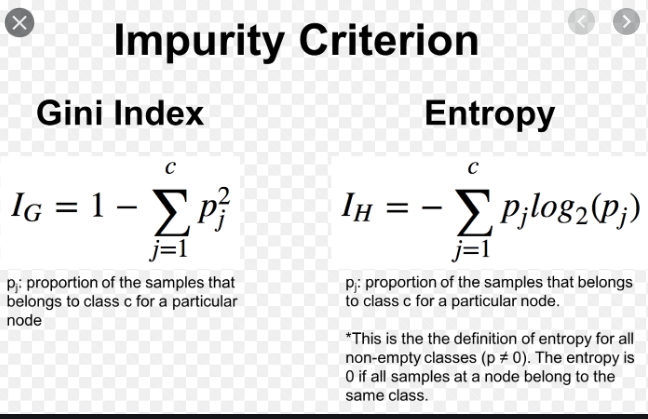 Impurity Criterion
Gini Index
I_G = 1 − ∑_{j=1}^{c} p_j^2
p_j: proportion of the samples that
belongs to class c for a particular
node
Entropy
I_H = − ∑_{j=1}^{c} p_j log_2(p_j)
p_j: proportion of the samples that belongs
to class c for a particular node.
*This is the the definition of entropy for all
non-empty classes (p ≠ 0). The entropy is
0 if all samples at a node belong to the
same class.